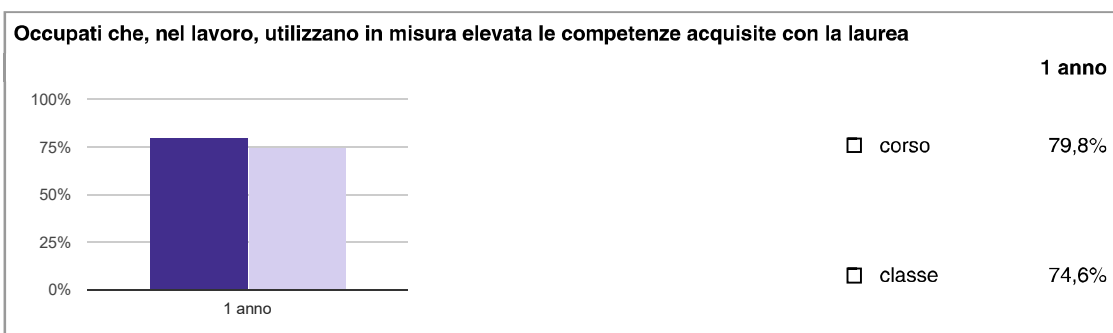 Occupati che, nel lavoro, utilizzano in misura elevata le competenze acquisite con la laurea
1 anno
100%
75%
50%
25%
0%
1 anno
corso 79,8%
classe 74,6%